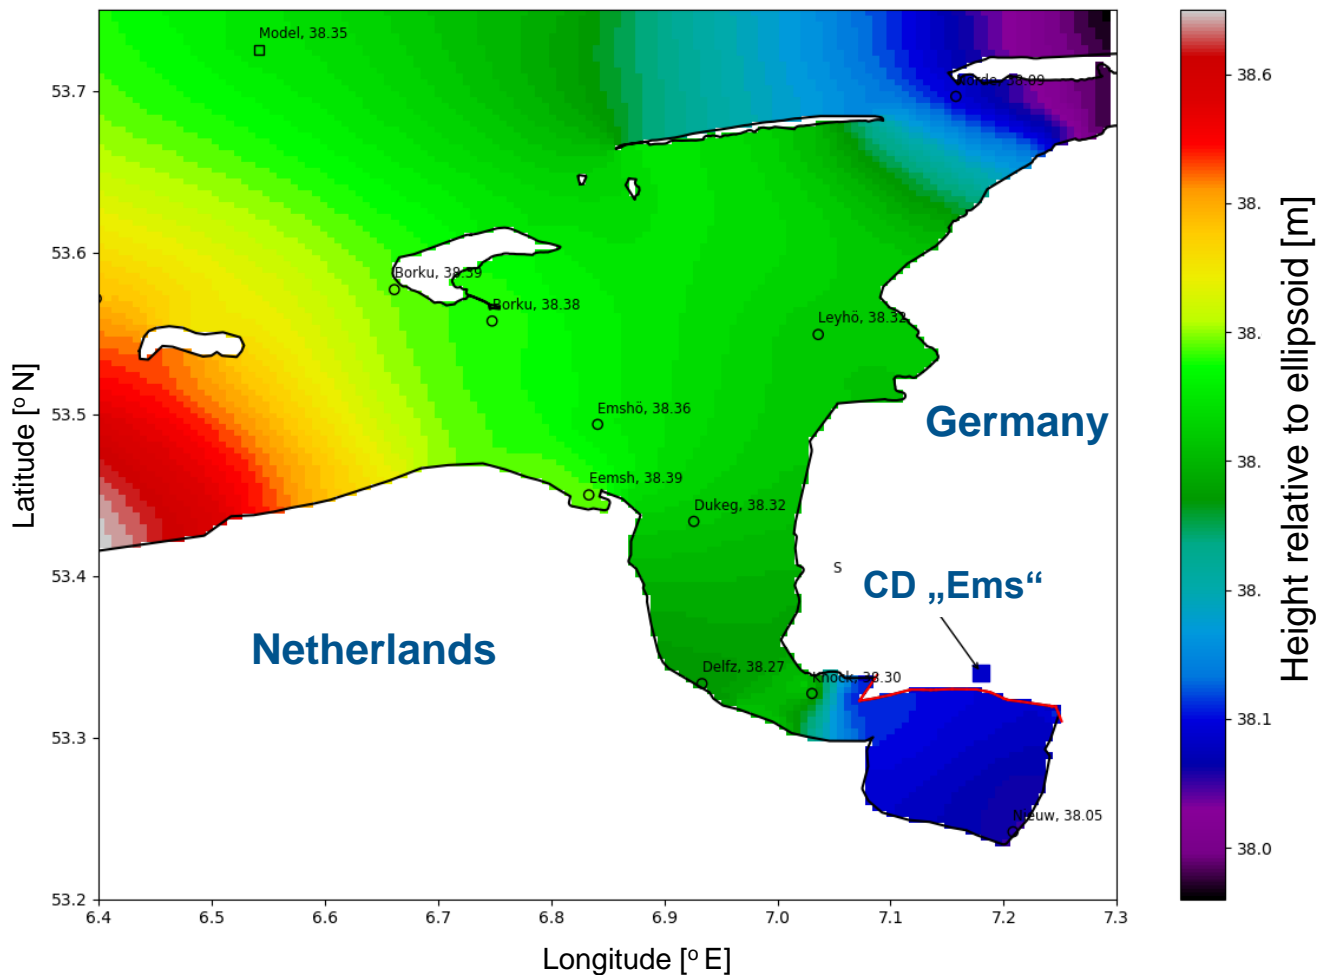 Model, 38.35
38.6
53.7
Norde, 38.09
38.
53.6
Borku, 38.39
Borku, 38.38
Leyhö, 38.32
38.
53.5
Emshö, 38.36
Germany
Height relative to ellipsoid [m]
Latitude [° N]
38.
Eemsh, 38.39
Dukeg, 38.32
53.4
S
CD „Ems“
38.
Netherlands
Delfz, 38.27
Knock, 38.30
38.1
53.3
Nieuw, 38.05
38.0
53.2
6.4 6.5 6.6 6.7 6.8 6.9 7.0 7.1 7.2 7.3
Longitude [° E]